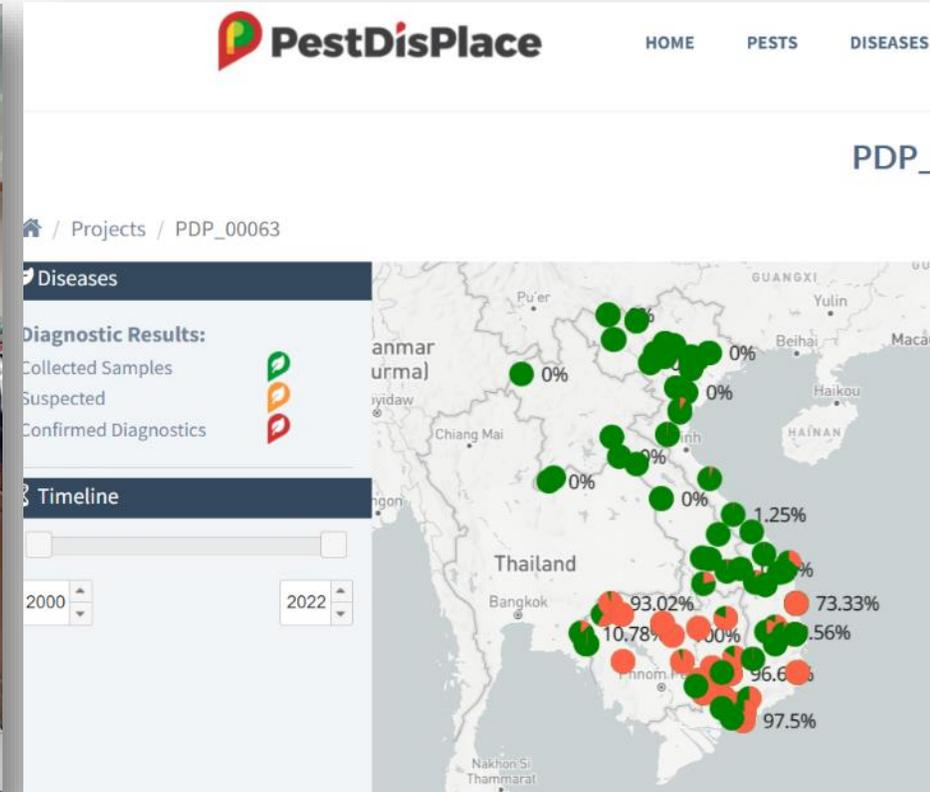 PestDisPlace
HOME PESTS DISEASES
PDP_
/ Projects / PDP_00063
Diseases
Diagnostic Results:
Collected Samples
Suspected
Confirmed Diagnostics
Timeline
2000
2022
GUANGXI
Pu'er
Yulin
Beihai
0%
0%
0%
Haikou
HAINAN
Chiang Mai
0%
0%
0%
1.25%
Thailand
Bangkok
93.02%
73.33%
10.78%
97.5%
Nakhon Si
Thammarat